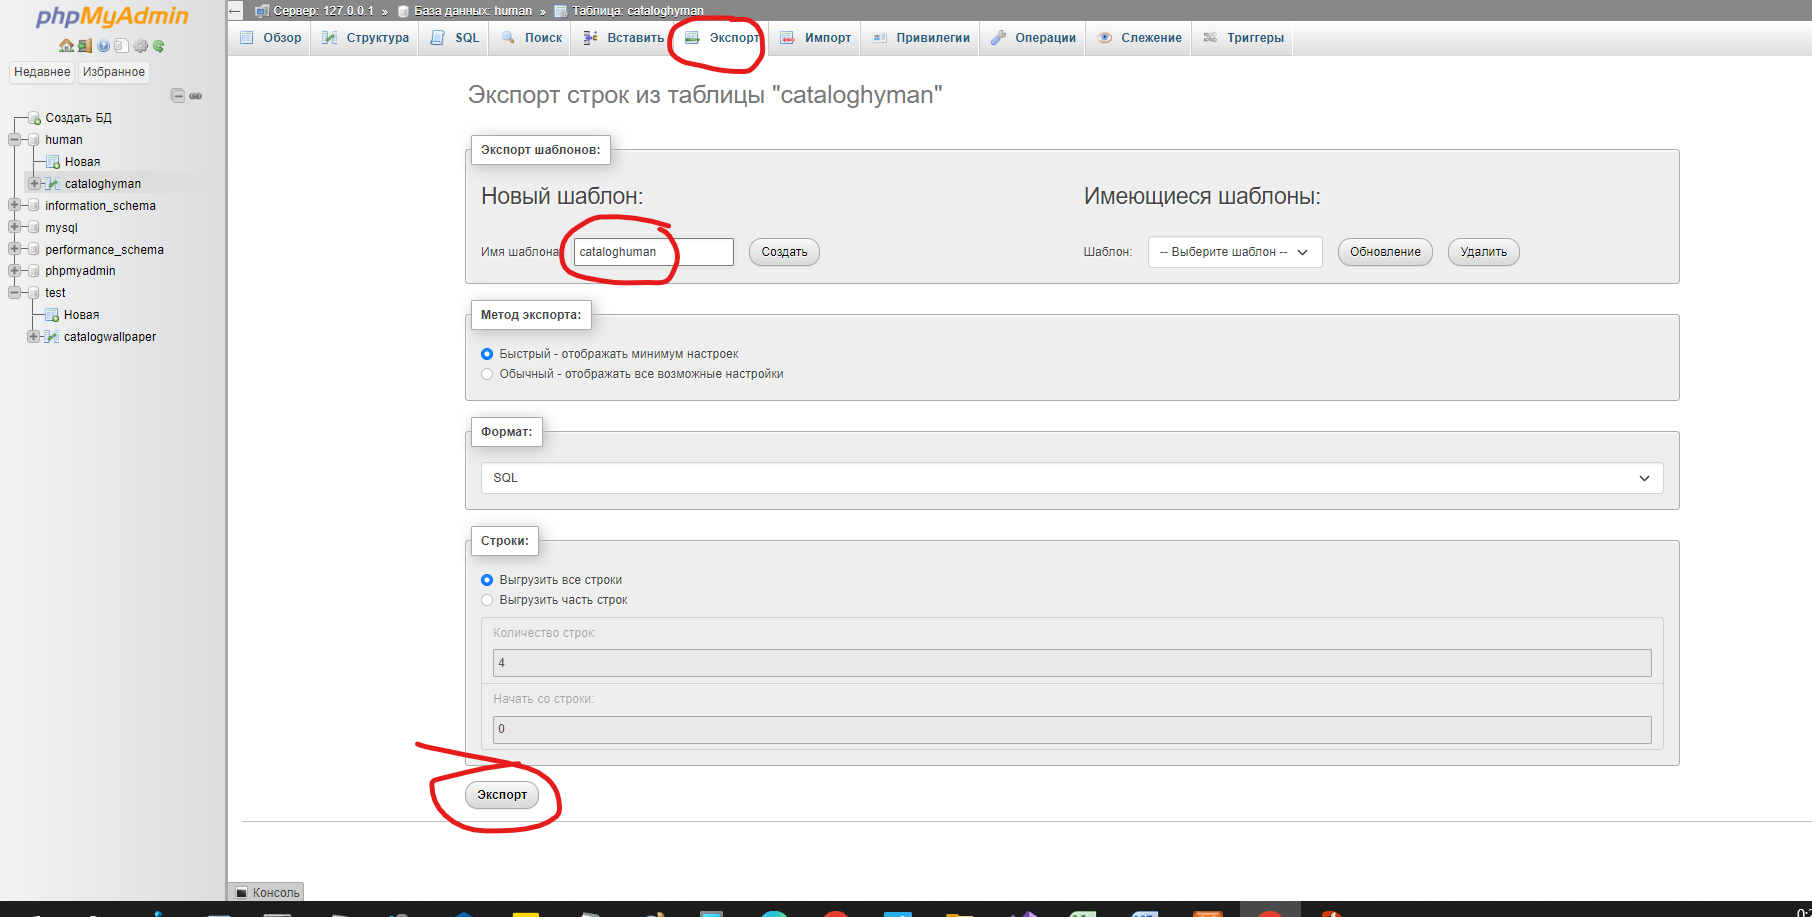 phpMyAdmin
Недавнее Избранное
Создать БД
human
Новая
cataloghyman
information_schema
mysql
performance_schema
phpmyadmin
test
Новая
catalogwallpaper
Сервер: 127.0.0.1 » База данных: human » Таблица: cataloghyman
Обзор Структура SQL Поиск Вставить Экспорт Импорт Привилегии Операции Слежение Триггеры
Экспорт строк из таблицы "cataloghyman"
Экспорт шаблонов:
Новый шаблон:
Имя шаблона cataloghuman Создать
Имеющиеся шаблоны:
Шаблон: -- Выберите шаблон -- Обновление Удалить
Метод экспорта:
Быстрый - отображать минимум настроек
Обычный - отображать все возможные настройки
Формат:
SQL
Строки:
Выгрузить все строки
Выгрузить часть строк
Количество строк:
4
Начать со строки:
0
Экспорт
Консоль